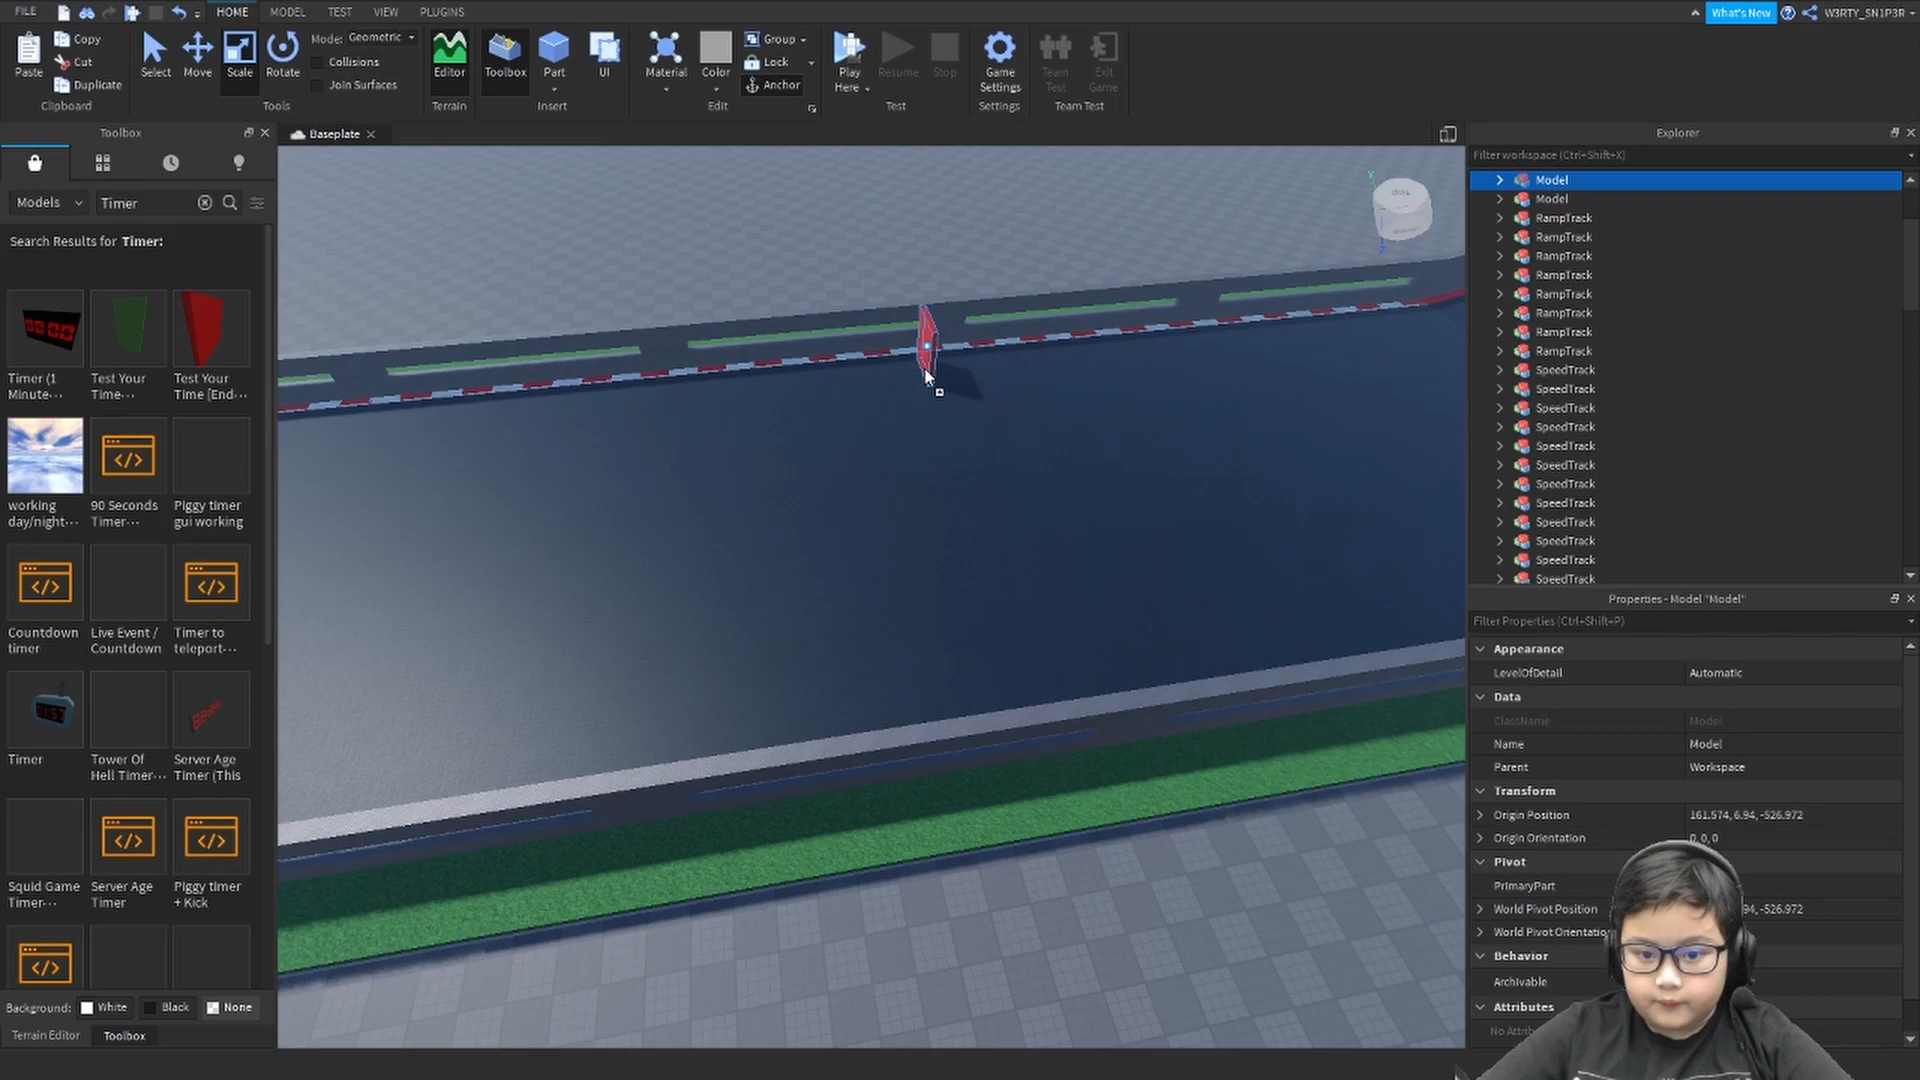 FILE HOME MODEL TEST VIEW PLUGINS What's New W3RTY_SN1P3R
Paste Copy Cut Duplicate Clipboard
Select Move Scale Rotate Mode: Geometric Collisions Join Surfaces Tools
Editor Terrain
Toolbox Part UI Insert
Material Color Group Lock Anchor Edit
Play Here Resume Stop Test
Game Settings Settings
Team Test Exit Game Team Test
Toolbox
Models Timer
Search Results for Timer:
Timer (1 Minute...
Test Your Time...
Test Your Time [End...
working day/night...
90 Seconds Timer...
Piggy timer gui working
Countdown timer
Live Event / Countdown
Timer to teleport...
Timer
Tower Of Hell Timer...
Server Age Timer (This
Squid Game Timer...
Server Age Timer
Piggy timer + Kick
Background: White Black None
Terrain Editor Toolbox
Baseplate
Explorer
Filter workspace (Ctrl+Shift+X)
Model
Model
RampTrack
RampTrack
RampTrack
RampTrack
RampTrack
RampTrack
RampTrack
RampTrack
SpeedTrack
SpeedTrack
SpeedTrack
SpeedTrack
SpeedTrack
SpeedTrack
SpeedTrack
SpeedTrack
SpeedTrack
SpeedTrack
SpeedTrack
SpeedTrack
Properties - Model "Model"
Filter Properties (Ctrl+Shift+P)
Appearance
LevelOfDetail Automatic
Data
ClassName Model
Name Model
Parent Workspace
Transform
Origin Position 161.574, 6.94, -526.972
Origin Orientation 0, 0, 0
Pivot
PrimaryPart
World Pivot Position 94, -526.972
World Pivot Orientatio
Behavior
Archivable
Attributes
No Attrib